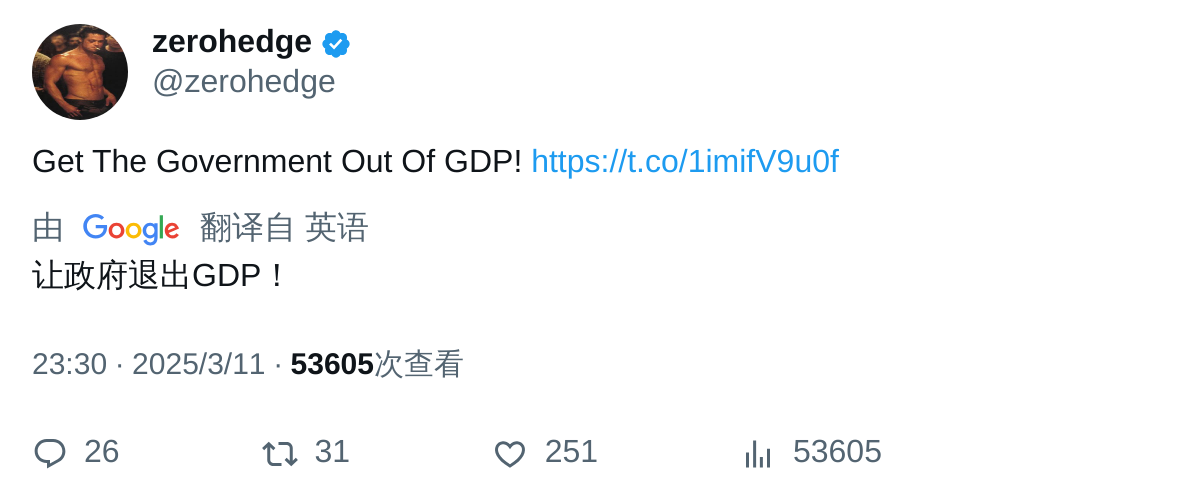 zerohedge
@zerohedge
Get The Government Out Of GDP! https://t.co/1imifV9u0f
由 Google 翻译自 英语
让政府退出GDP！
23:30 · 2025/3/11 · 53605次查看
26 31 251 53605